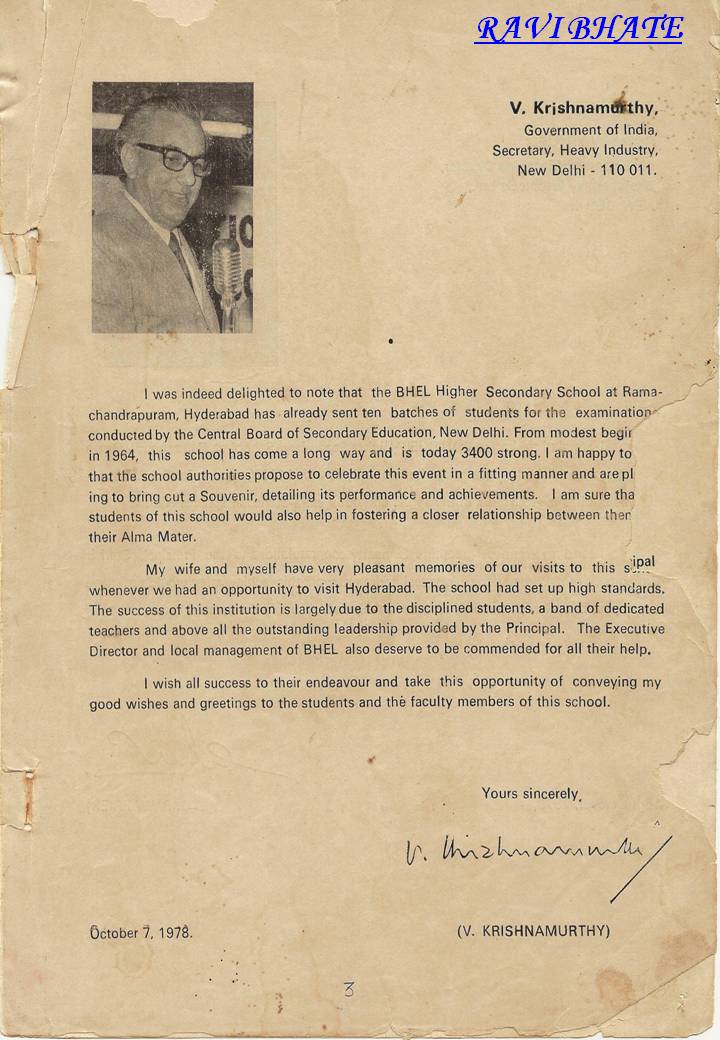 RAVI BHATE
V. Krishnamurthy,
Government of India,
Secretary, Heavy Industry,
New Delhi - 110 011.
I was indeed delighted to note that the BHEL Higher Secondary School at Rama-
chandrapuram, Hyderabad has already sent ten batches of students for the examination
conducted by the Central Board of Secondary Education, New Delhi. From modest begir
in 1964, this school has come a long way and is today 3400 strong. I am happy to
that the school authorities propose to celebrate this event in a fitting manner and are pl
ing to bring cut a Souvenir, detailing its performance and achievements. I am sure tha
students of this school would also help in fostering a closer relationship between ther
their Alma Mater.
My wife and myself have very pleasant memories of our visits to this ipal
whenever we had an opportunity to visit Hyderabad. The school had set up high standards.
The success of this institution is largely due to the disciplined students, a band of dedicated
teachers and above all the outstanding leadership provided by the Principal. The Executive
Director and local management of BHEL also deserve to be commended for all their help.
I wish all success to their endeavour and take this opportunity of conveying my
good wishes and greetings to the students and the faculty members of this school.
Yours sincerely,
V. Krishnamurthy
October 7, 1978. (V. KRISHNAMURTHY)
3